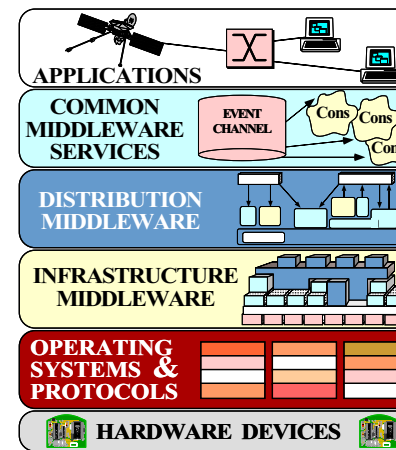 APPLICATIONS
COMMON
MIDDLEWARE
SERVICES
EVENT
CHANNEL
Cons
Cons
Con
DISTRIBUTION
MIDDLEWARE
INFRASTRUCTURE
MIDDLEWARE
OPERATING
SYSTEMS &
PROTOCOLS
HARDWARE DEVICES